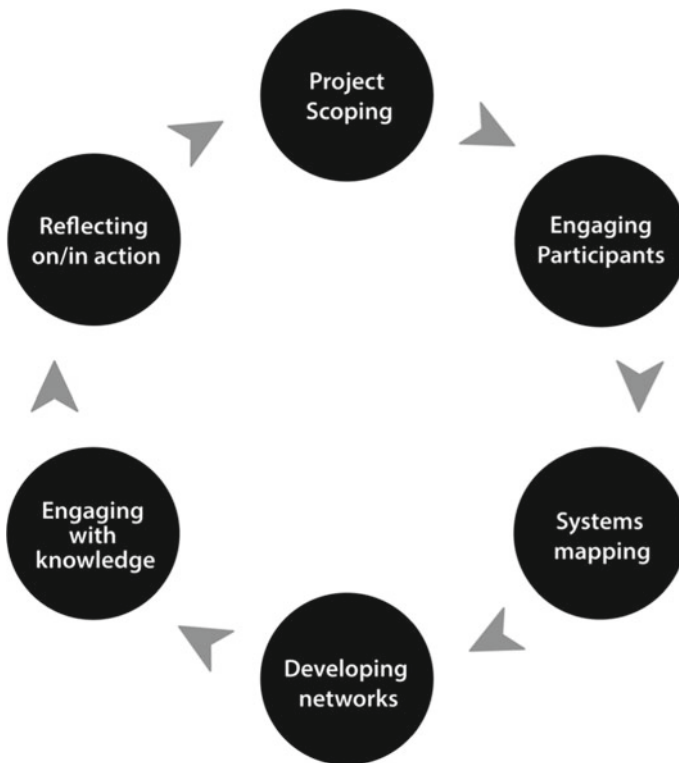 Project
Scoping
Engaging
Participants
Systems
mapping
Developing
networks
Engaging
with
knowledge
Reflecting
on/in action